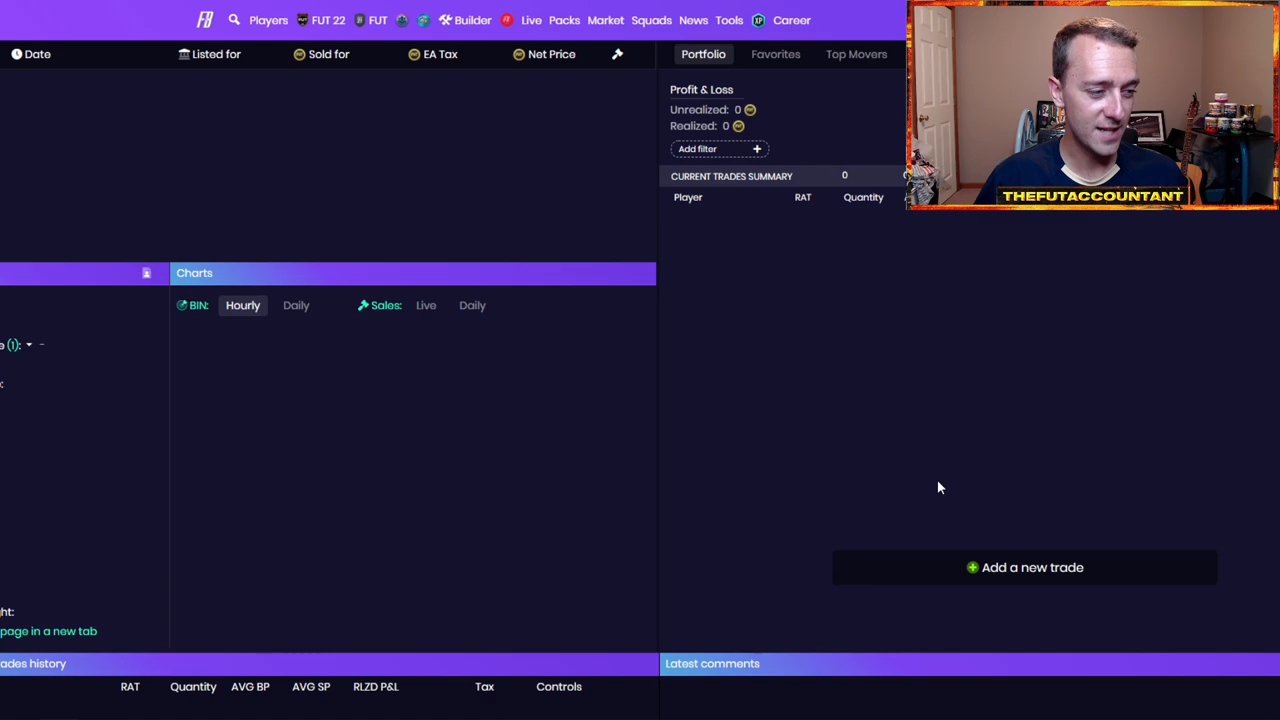 Players FUT 22 FUT Builder Live Packs Market Squads News Tools XP Career
Date Listed for Sold for EA Tax Net Price
Portfolio Favorites Top Movers
Profit & Loss
Unrealized: 0
Realized: 0
Add filter +
CURRENT TRADES SUMMARY 0
Player RAT Quantity
THEFUTACCOUNTANT
Charts
BIN: Hourly Daily Sales: Live Daily
e (1): -
Add a new trade
ht:
page in a new tab
ades history
RAT Quantity AVG BP AVG SP RLZD P&L Tax Controls
Latest comments